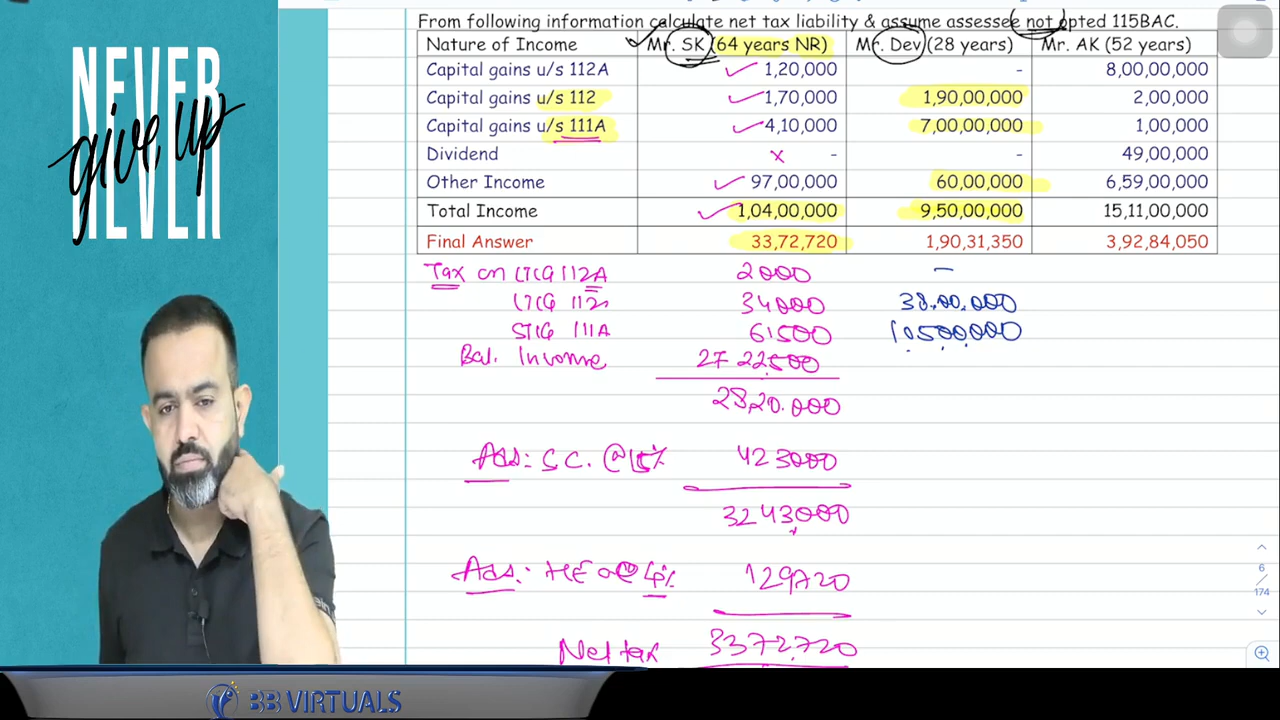 NEVER
give up
NEVER
From following information calculate net tax liability & assume assessee not opted 115BAC.
Nature of Income Mr. SK (64 years NR) Mr. Dev (28 years) Mr. AK (52 years)
Capital gains u/s 112A 1,20,000 - 8,00,00,000
Capital gains u/s 112 1,70,000 1,90,00,000 2,00,000
Capital gains u/s 111A 4,10,000 7,00,00,000 1,00,000
Dividend x - - 49,00,000
Other Income 97,00,000 60,00,000 6,59,00,000
Total Income 1,04,00,000 9,50,00,000 15,11,00,000
Final Answer 33,72,720 1,90,31,350 3,92,84,050
Tax on LTCG 112A 2000 -
LTCG 112 34000 38,00,000
STCG 111A 61500 10500000
Bal. Income 2722500
2820.000
Add: S.C. @15% 423000
3243000
Add: HEC @ 4% 129720
Net tax 3372720
6
/
174
BB VIRTUALS